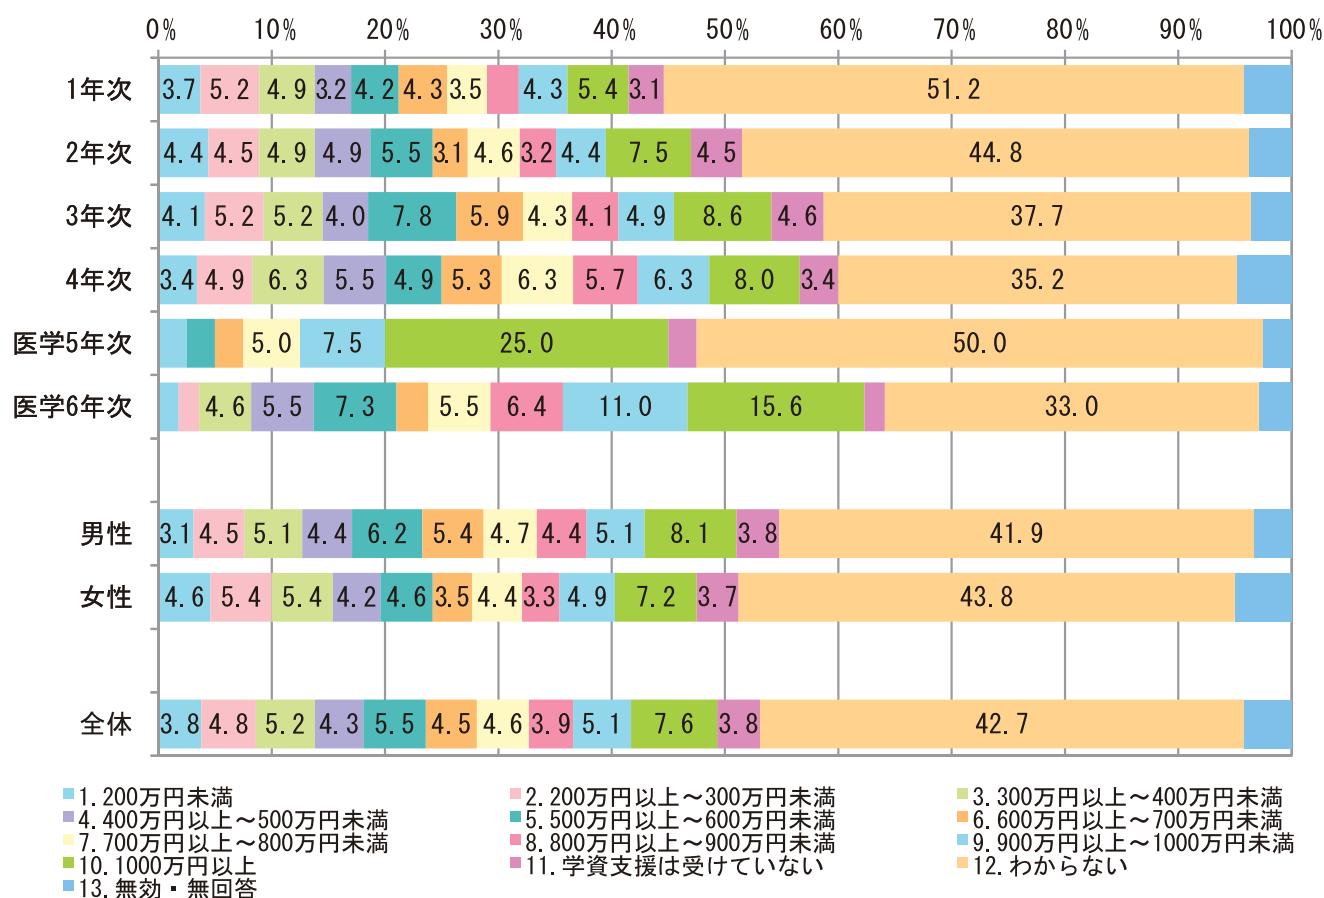 0% 10% 20% 30% 40% 50% 60% 70% 80% 90% 100%
1年次 3.7 5.2 4.9 3.2 4.2 4.3 3.5 4.3 5.4 3.1 51.2
2年次 4.4 4.5 4.9 4.9 5.5 3.1 4.6 3.2 4.4 7.5 4.5 44.8
3年次 4.1 5.2 5.2 4.0 7.8 5.9 4.3 4.1 4.9 8.6 4.6 37.7
4年次 3.4 4.9 6.3 5.5 4.9 5.3 6.3 5.7 6.3 8.0 3.4 35.2
医学5年次 5.0 7.5 25.0 50.0
医学6年次 4.6 5.5 7.3 5.5 6.4 11.0 15.6 33.0
男性 3.1 4.5 5.1 4.4 6.2 5.4 4.7 4.4 5.1 8.1 3.8 41.9
女性 4.6 5.4 5.4 4.2 4.6 3.5 4.4 3.3 4.9 7.2 3.7 43.8
全体 3.8 4.8 5.2 4.3 5.5 4.5 4.6 3.9 5.1 7.6 3.8 42.7
1.200万円未満 2.200万円以上～300万円未満 3.300万円以上～400万円未満
4.400万円以上～500万円未満 5.500万円以上～600万円未満 6.600万円以上～700万円未満
7.700万円以上～800万円未満 8.800万円以上～900万円未満 9.900万円以上～1000万円未満
10.1000万円以上 11.学資支援は受けていない 12.わからない
13.無効・無回答